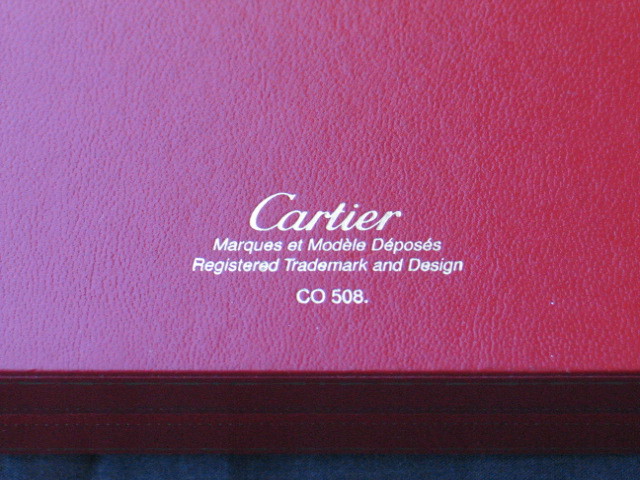 Cartier
Marques et Modèle Déposés
Registered Trademark and Design
CO 508.